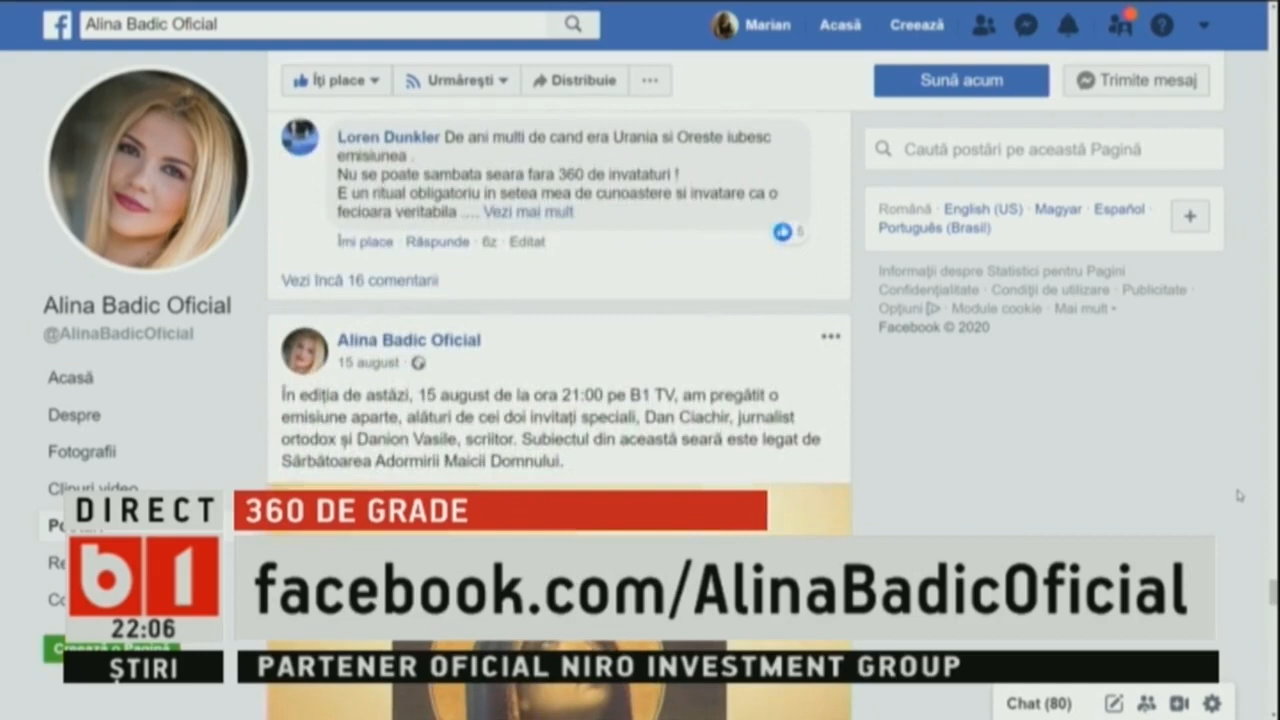 Alina Badic Oficial
Marian
Acasă
Creează
Îți place
Urmărești
Distribuie
Sună acum
Trimite mesaj
Loren Dunkler De ani multi de cand era Urania si Oreste iubesc
emisiunea .
Nu se poate sambata seara fara 360 de invataturi !
E un ritual obligatoriu in setea mea de cunoastere si invatare ca o
fecioara veritabila .... Vezi mai mult
5
Îmi place · Răspunde · 6z · Editat
Vezi încă 16 comentarii
Caută postări pe această Pagină
Română · English (US) · Magyar · Español ·
Português (Brasil)
Informații despre Statistici pentru Pagini
Confidențialitate · Condiții de utilizare · Publicitate ·
Opțiuni · Module cookie · Mai mult
Facebook © 2020
Alina Badic Oficial
@AlinaBadicOficial
Acasă
Despre
Fotografii
Clipuri video
Alina Badic Oficial
15 august
În ediția de astăzi, 15 august de la ora 21:00 pe B1 TV, am pregătit o
emisiune aparte, alături de cei doi invitați speciali, Dan Ciachir, jurnalist
ortodox și Danion Vasile, scriitor. Subiectul din această seară este legat de
Sărbătoarea Adormirii Maicii Domnului.
DIRECT
360 DE GRADE
b1
facebook.com/AlinaBadicOficial
22:06
Creează o Pagină
ȘTIRI
PARTENER OFICIAL NIRO INVESTMENT GROUP
Chat (80)